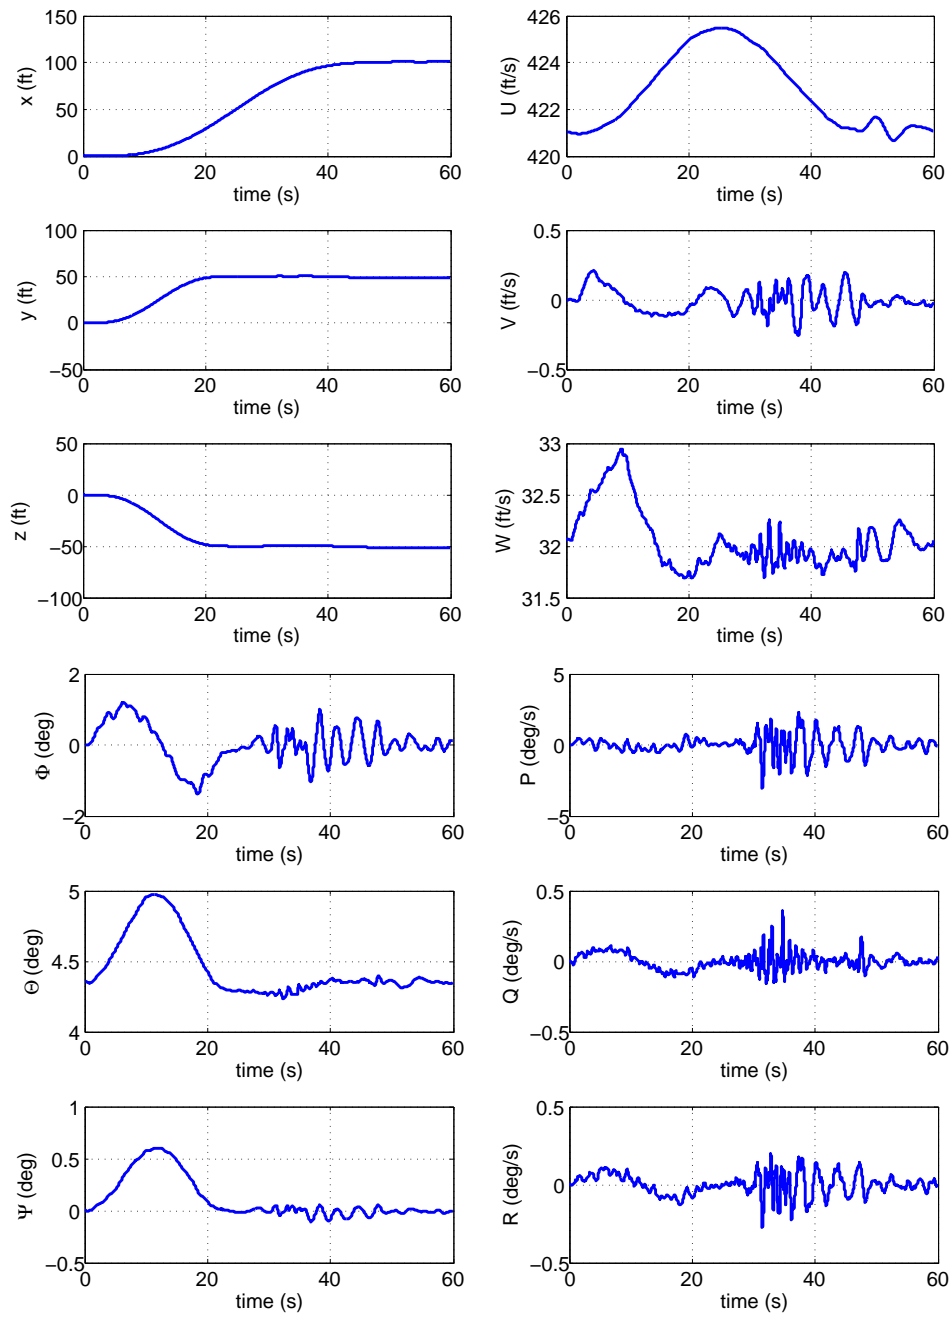 150
100
50
0
x (ft)
0 20 40 60
time (s)
426
424
422
420
U (ft/s)
0 20 40 60
time (s)
100
50
0
−50
y (ft)
0 20 40 60
time (s)
0.5
0
−0.5
V (ft/s)
0 20 40 60
time (s)
50
0
−50
−100
z (ft)
0 20 40 60
time (s)
33
32.5
32
31.5
W (ft/s)
0 20 40 60
time (s)
2
0
−2
Φ (deg)
0 20 40 60
time (s)
5
0
−5
P (deg/s)
0 20 40 60
time (s)
5
4.5
4
Θ (deg)
0 20 40 60
time (s)
0.5
0
−0.5
Q (deg/s)
0 20 40 60
time (s)
1
0.5
0
−0.5
Ψ (deg)
0 20 40 60
time (s)
0.5
0
−0.5
R (deg/s)
0 20 40 60
time (s)